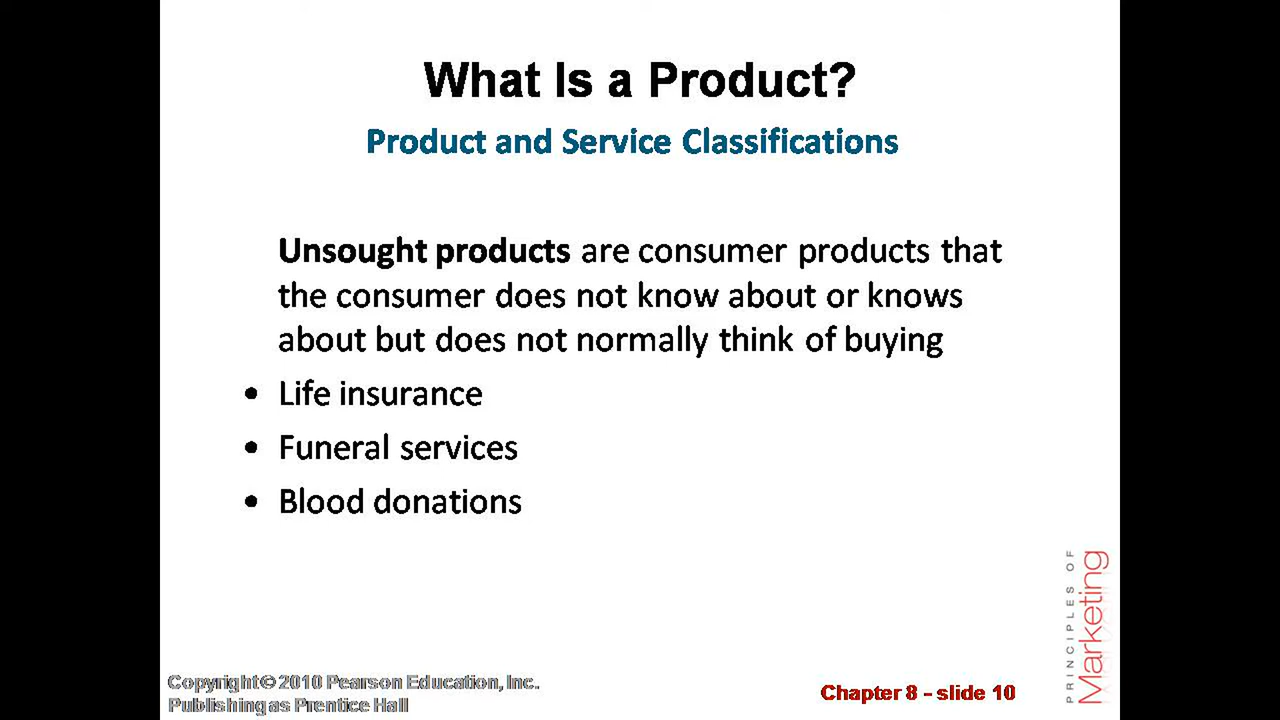 What Is a Product?
Product and Service Classifications
Unsought products are consumer products that
the consumer does not know about or knows
about but does not normally think of buying
• Life insurance
• Funeral services
• Blood donations
PRINCIPLES OF
Marketing
Copyright © 2010 Pearson Education, Inc.
Publishing as Prentice Hall
Chapter 8 - slide 10